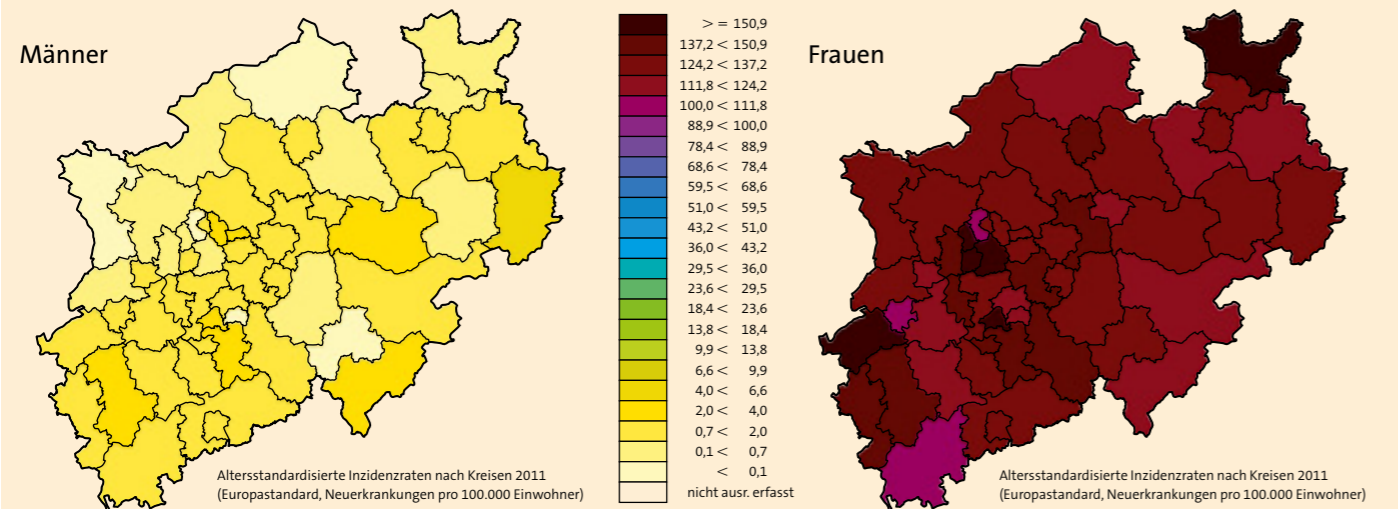 Männer
> = 150,9
137,2 < 150,9
124,2 < 137,2
111,8 < 124,2
100,0 < 111,8
88,9 < 100,0
78,4 < 88,9
68,6 < 78,4
59,5 < 68,6
51,0 < 59,5
43,2 < 51,0
36,0 < 43,2
29,5 < 36,0
23,6 < 29,5
18,4 < 23,6
13,8 < 18,4
9,9 < 13,8
6,6 < 9,9
4,0 < 6,6
2,0 < 4,0
0,7 < 2,0
0,1 < 0,7
< 0,1
nicht ausr. erfasst
Altersstandardisierte Inzidenzraten nach Kreisen 2011
(Europastandard, Neuerkrankungen pro 100.000 Einwohner)
Frauen
Altersstandardisierte Inzidenzraten nach Kreisen 2011
(Europastandard, Neuerkrankungen pro 100.000 Einwohner)